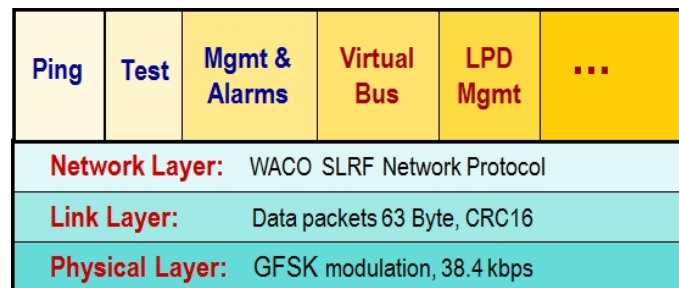 Ping
Test
Mgmt &
Alarms
Virtual
Bus
LPD
Mgmt
...
Network Layer: WACO SLRF Network Protocol
Link Layer: Data packets 63 Byte, CRC16
Physical Layer: GFSK modulation, 38.4 kbps